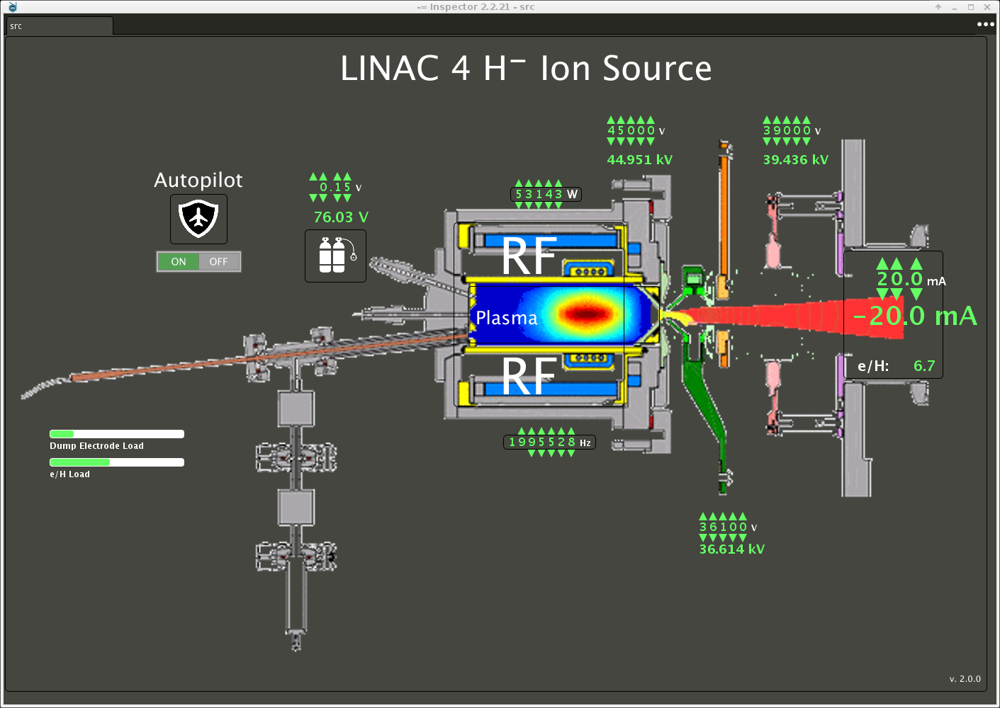 -= Inspector 2.2.21 - src
src
LINAC 4 H⁻ Ion Source
45000 V
44.951 kV
39000 V
39.436 kV
Autopilot
ON OFF
0.15 V
76.03 V
53143 W
RF
Plasma
RF
20.0 mA
-20.0 mA
e/H: 6.7
Dump Electrode Load
e/H Load
1995528 Hz
36100 V
36.614 kV
v. 2.0.0